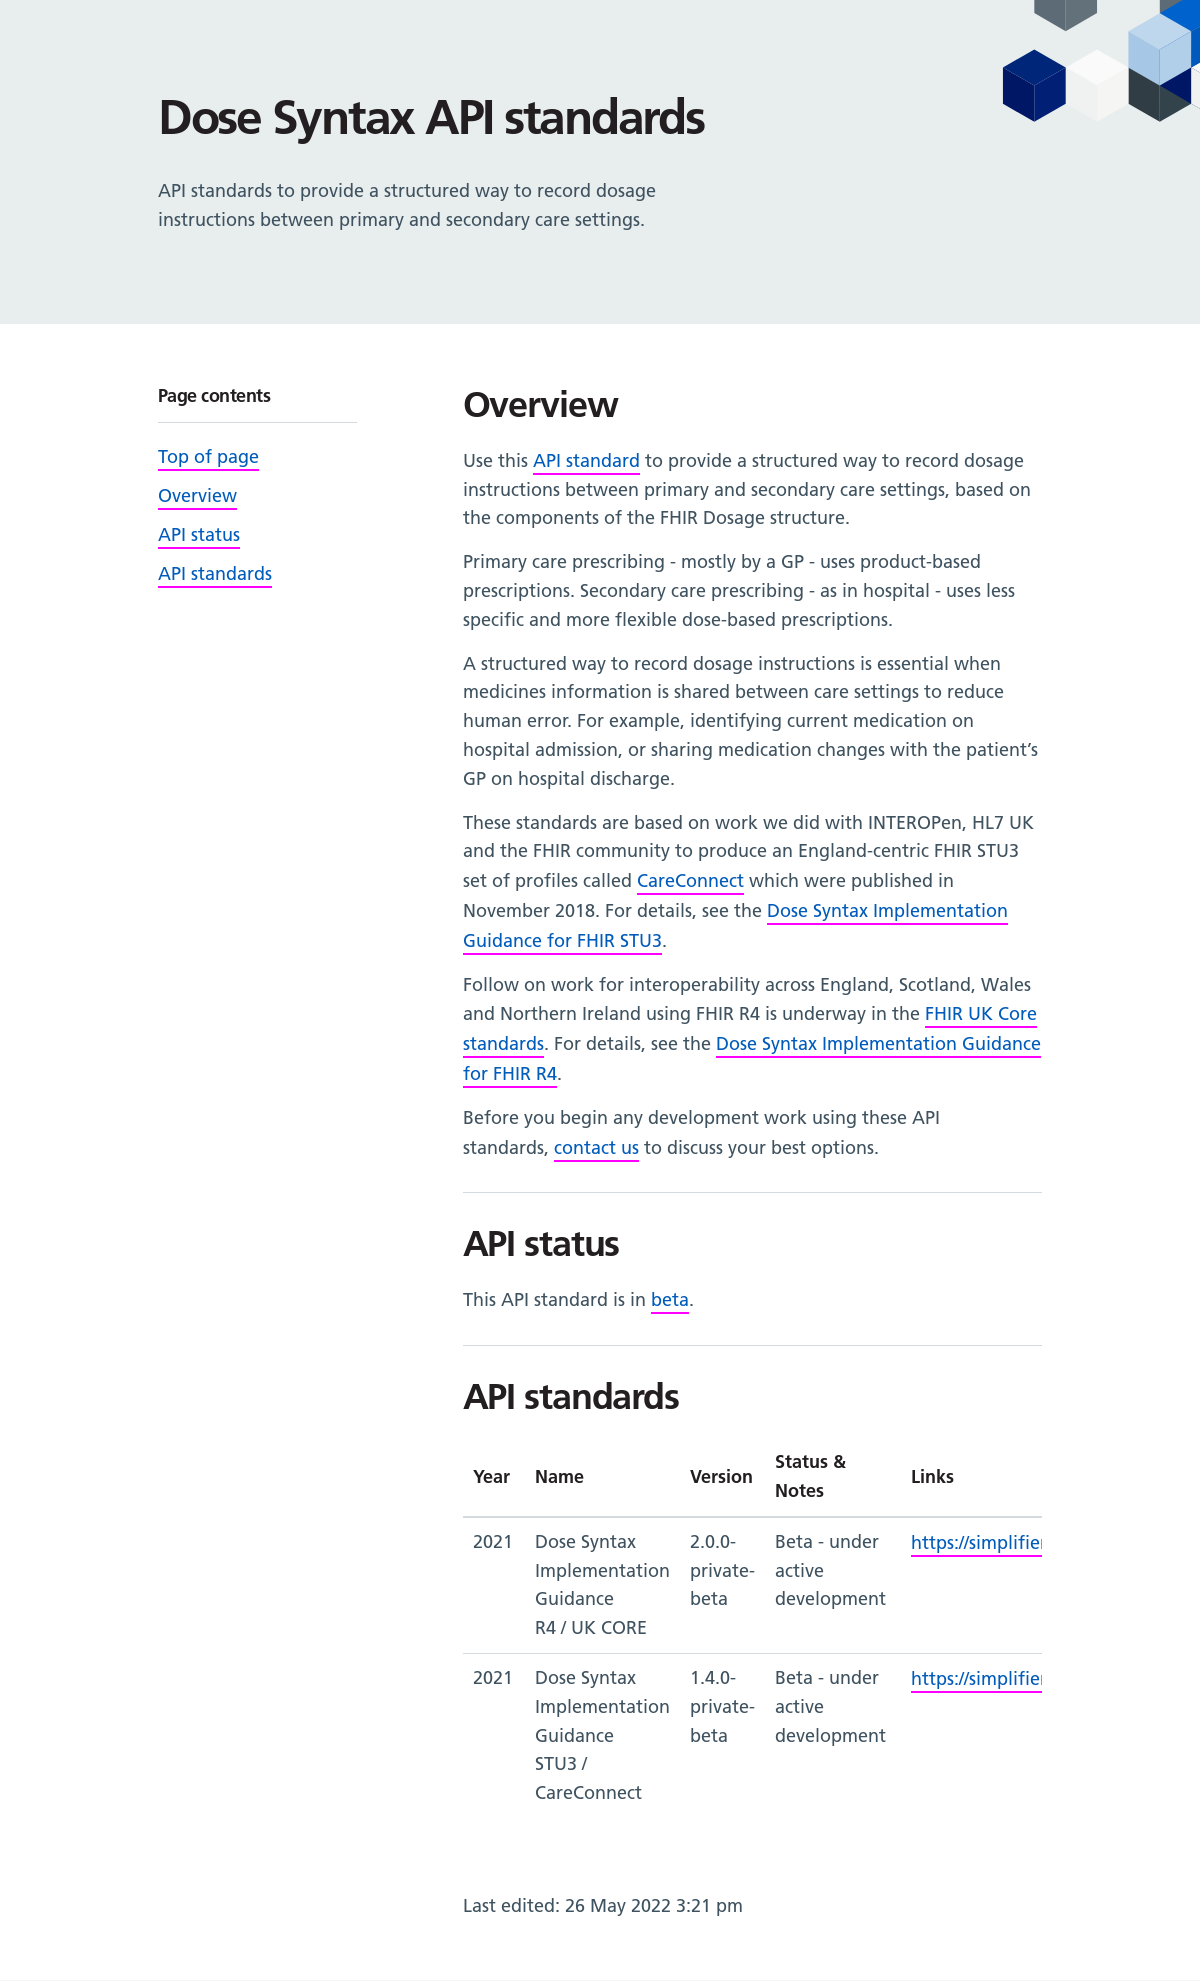 Dose Syntax API standards
API standards to provide a structured way to record dosage
instructions between primary and secondary care settings.
Page contents
Top of page
Overview
API status
API standards
Overview
Use this API standard to provide a structured way to record dosage
instructions between primary and secondary care settings, based on
the components of the FHIR Dosage structure.
Primary care prescribing - mostly by a GP - uses product-based
prescriptions. Secondary care prescribing - as in hospital - uses less
specific and more flexible dose-based prescriptions.
A structured way to record dosage instructions is essential when
medicines information is shared between care settings to reduce
human error. For example, identifying current medication on
hospital admission, or sharing medication changes with the patient’s
GP on hospital discharge.
These standards are based on work we did with INTEROPen, HL7 UK
and the FHIR community to produce an England-centric FHIR STU3
set of profiles called CareConnect which were published in
November 2018. For details, see the Dose Syntax Implementation
Guidance for FHIR STU3.
Follow on work for interoperability across England, Scotland, Wales
and Northern Ireland using FHIR R4 is underway in the FHIR UK Core
standards. For details, see the Dose Syntax Implementation Guidance
for FHIR R4.
Before you begin any development work using these API
standards, contact us to discuss your best options.
API status
This API standard is in beta.
API standards
Year Name Version Status & Notes Links
2021 Dose Syntax 2.0.0- Beta - under https://simplifier
Implementation private- active
Guidance beta development
R4 / UK CORE
2021 Dose Syntax 1.4.0- Beta - under https://simplifier
Implementation private- active
Guidance beta development
STU3 /
CareConnect
Last edited: 26 May 2022 3:21 pm